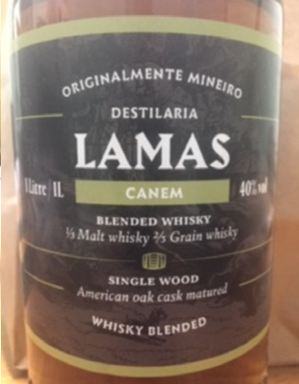 ORIGINALMENTE MINEIRO
DESTILARIA
LAMAS
1 Litre | 1L
CANEM
40% vol
BLENDED WHISKY
⅓ Malt whisky ⅔ Grain whisky
SINGLE WOOD
American oak cask matured
WHISKY BLENDED